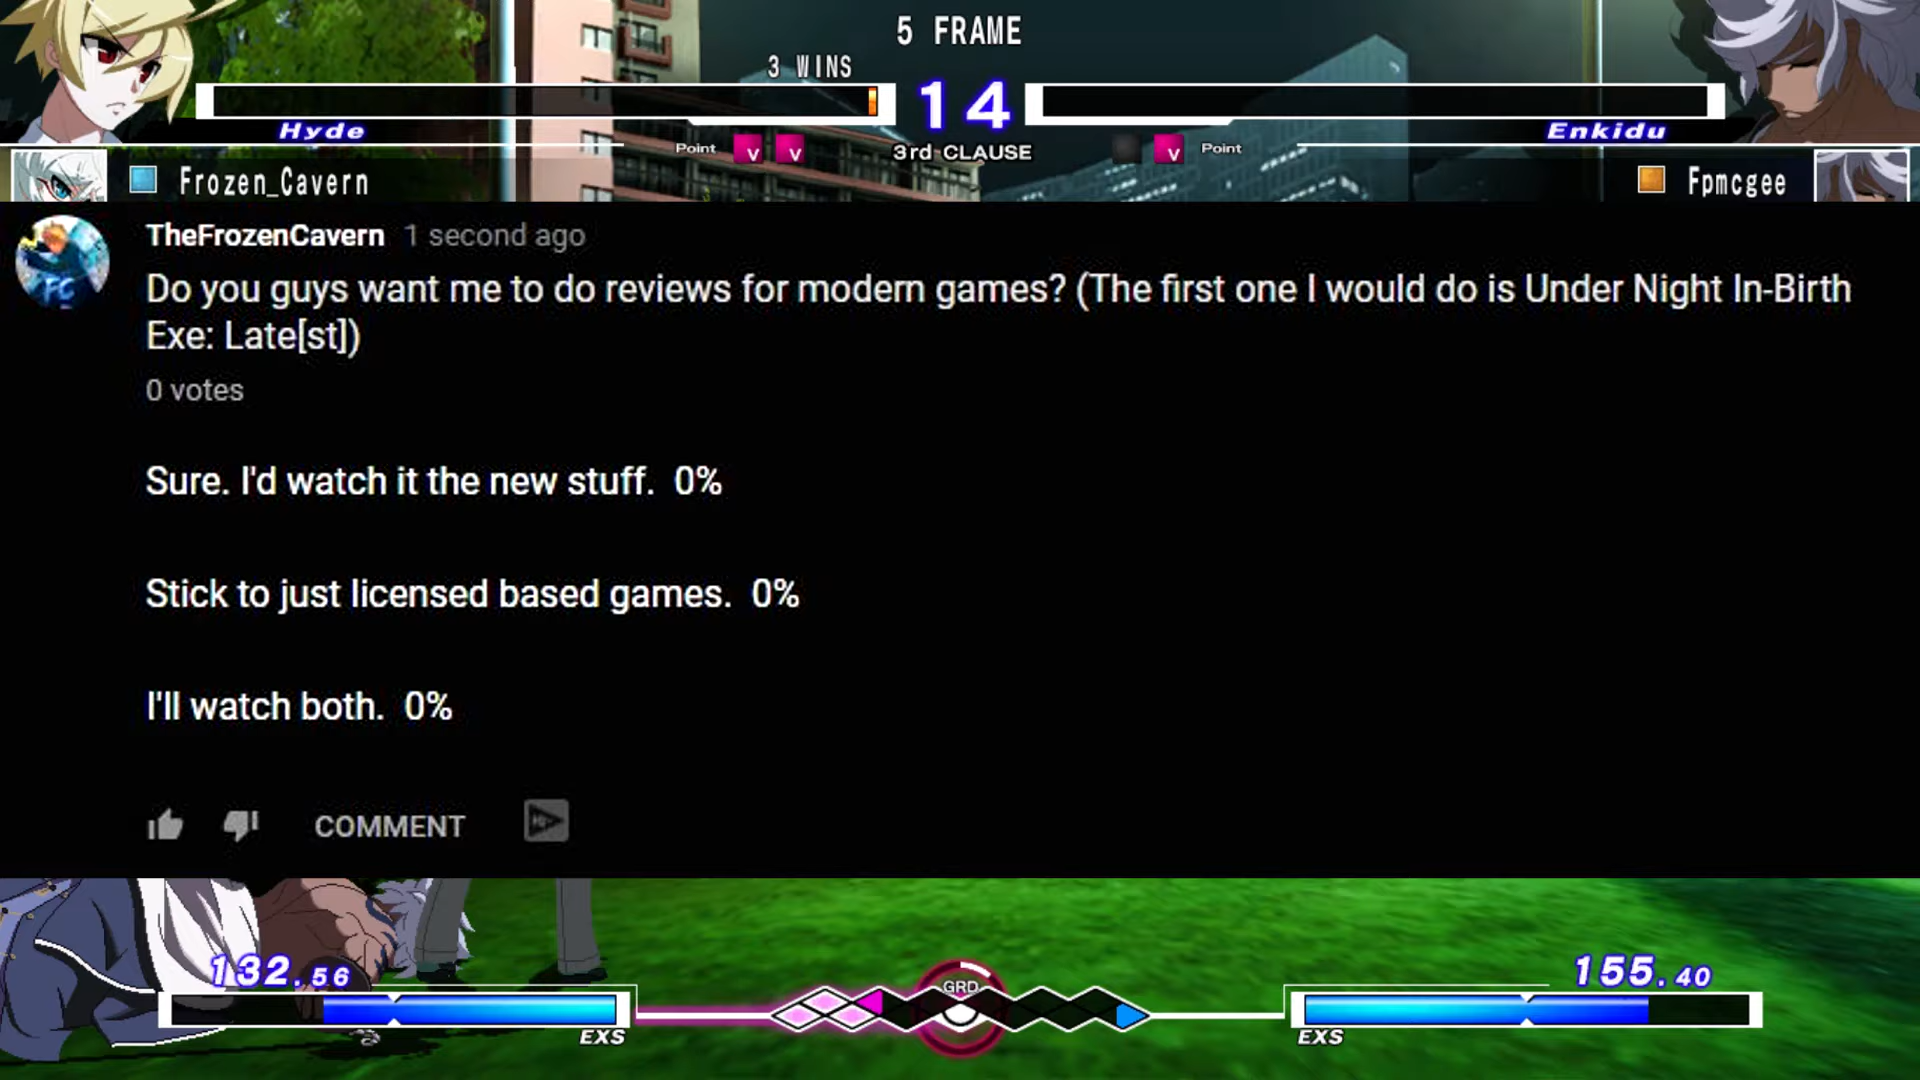 5 FRAME
3 WINS
14
Hyde
Enkidu
Point
v
v
3rd CLAUSE
v
Point
Frozen_Cavern
Fpmcgee
TheFrozenCavern 1 second ago
Do you guys want me to do reviews for modern games? (The first one I would do is Under Night In-Birth
Exe: Late[st])
0 votes
Sure. I'd watch it the new stuff. 0%
Stick to just licensed based games. 0%
I'll watch both. 0%
COMMENT
132.56
155.40
GRD
EXS
EXS
FC